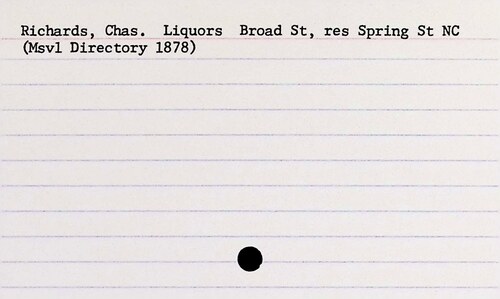 Richards, Chas.  Liquors  Broad St, res Spring St NC
(Msvl Directory 1878)